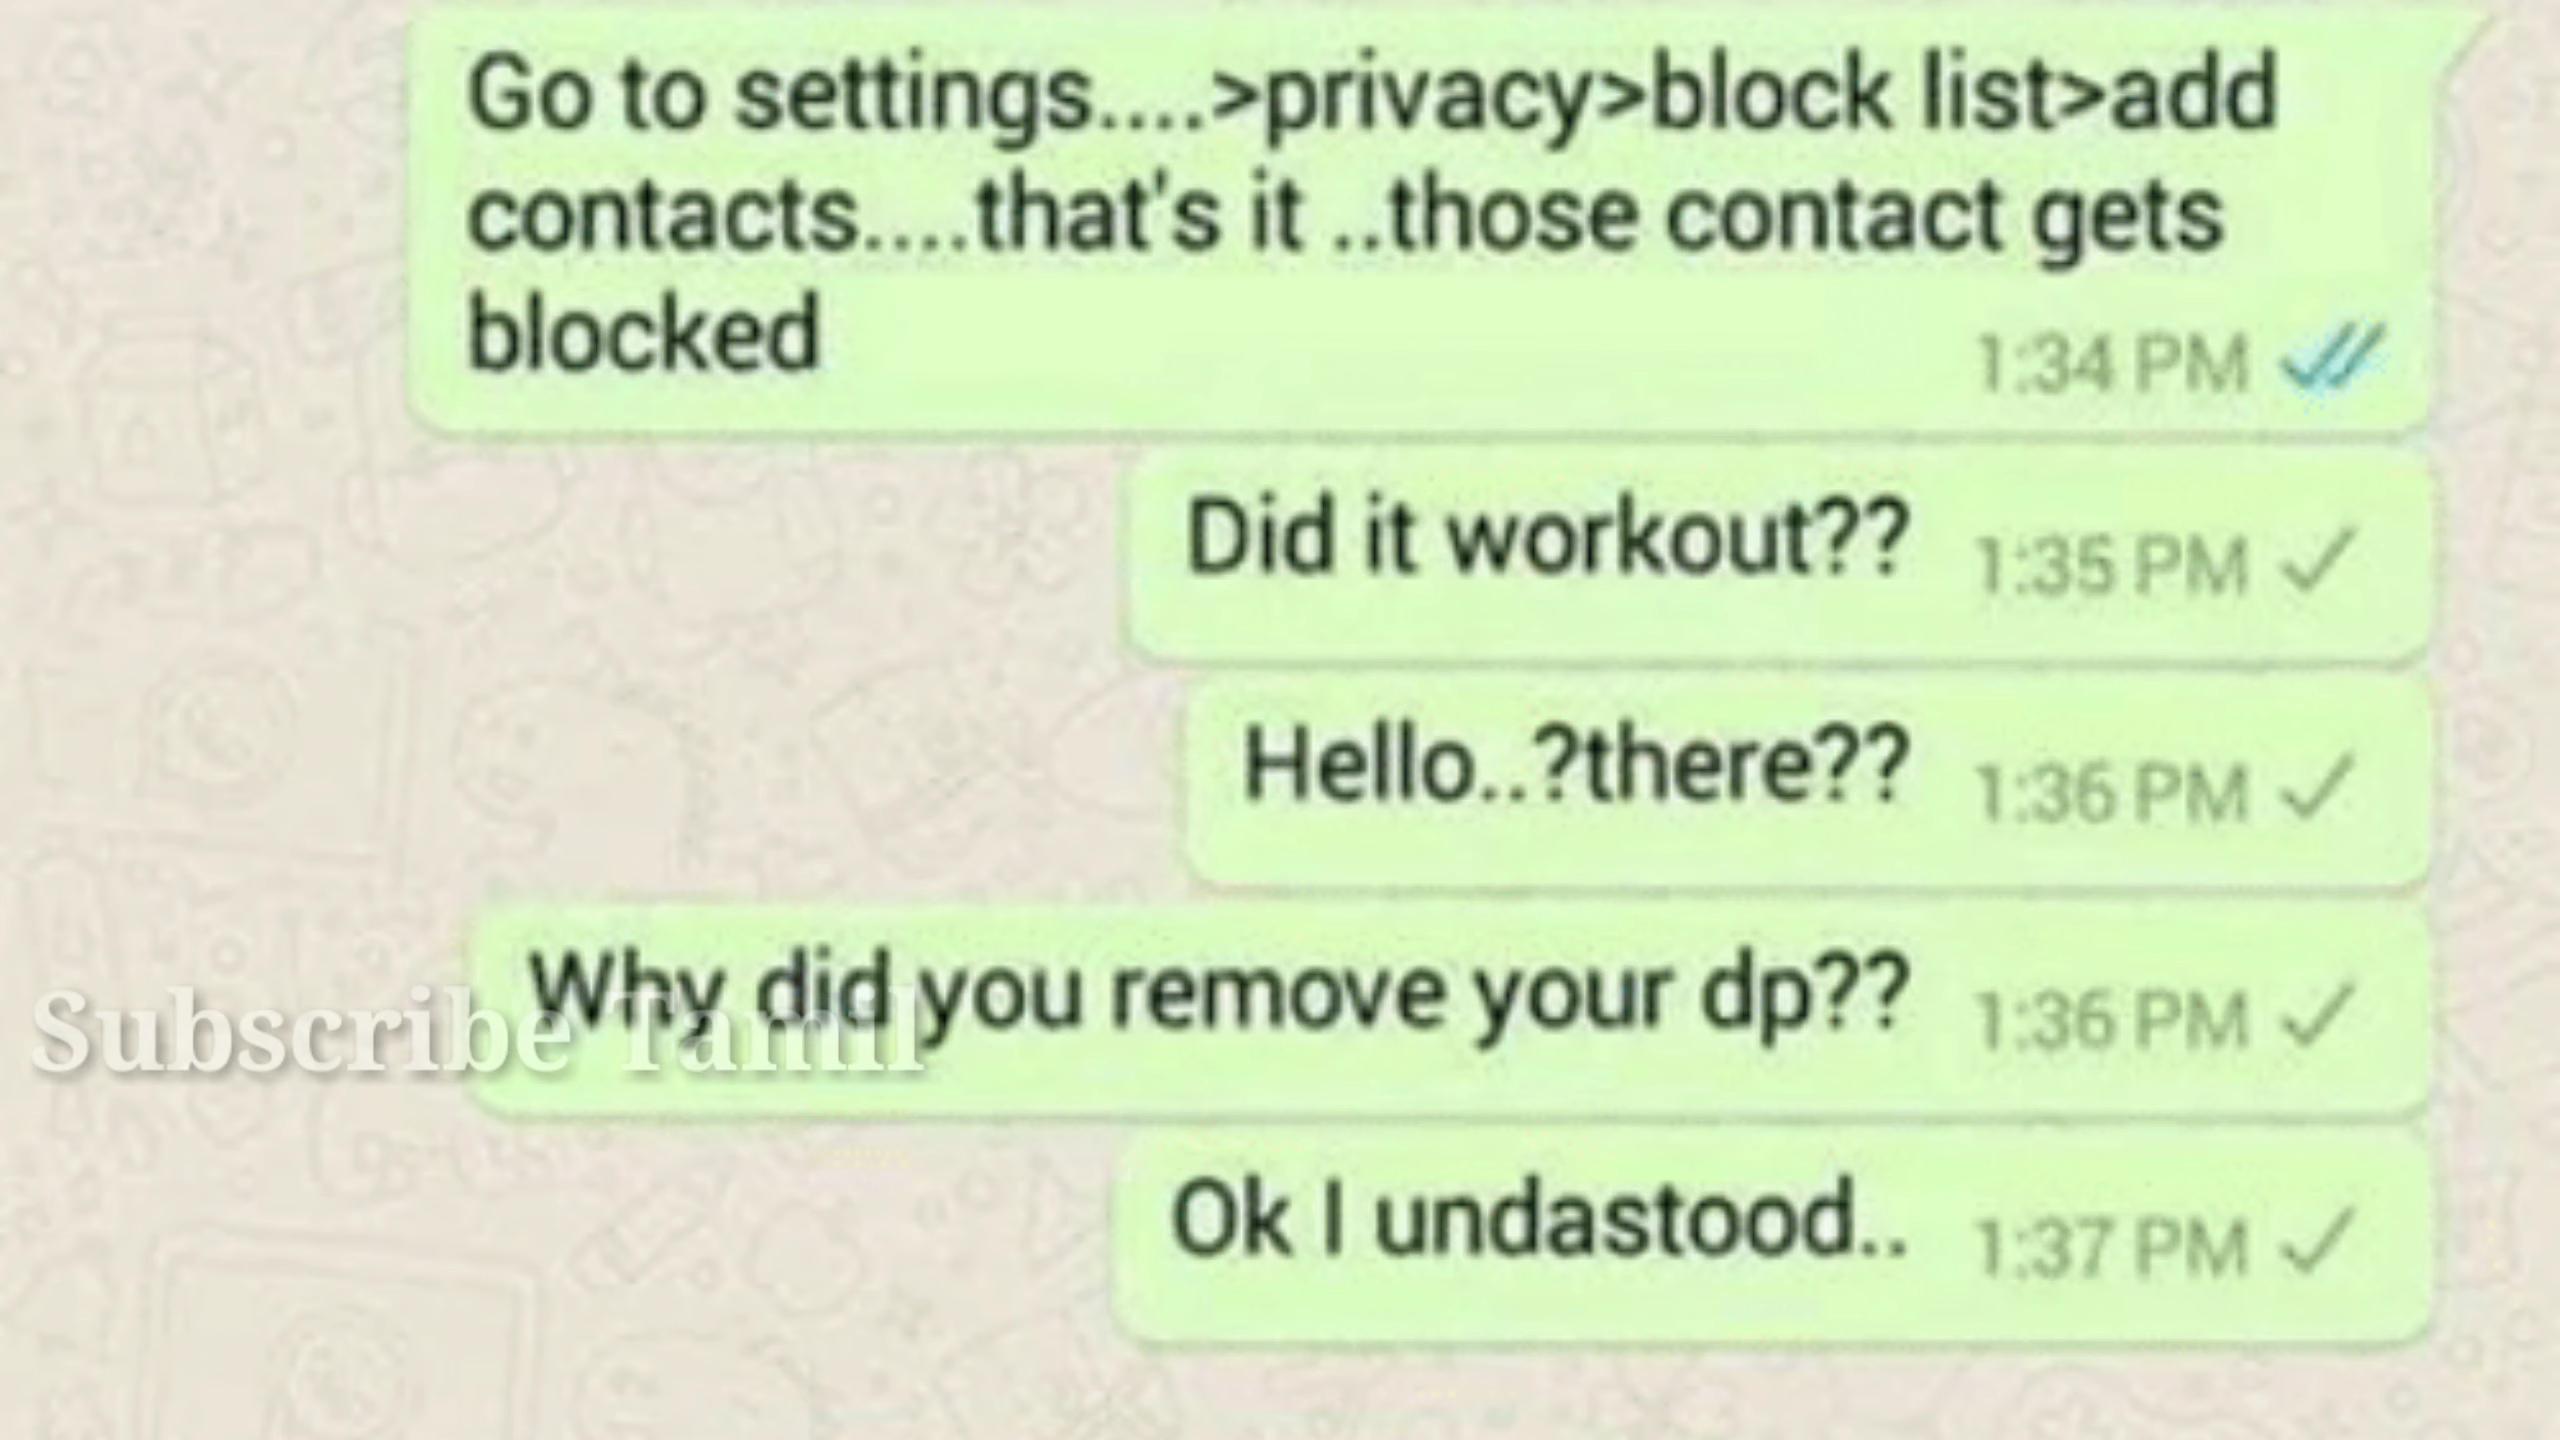 Go to settings....>privacy>block list>add
contacts....that's it ..those contact gets
blocked
1:34 PM
Did it workout?? 1:35 PM
Hello..?there?? 1:36 PM
Why did you remove your dp?? 1:36 PM
Subscribe Tamil
Ok I undastood.. 1:37 PM